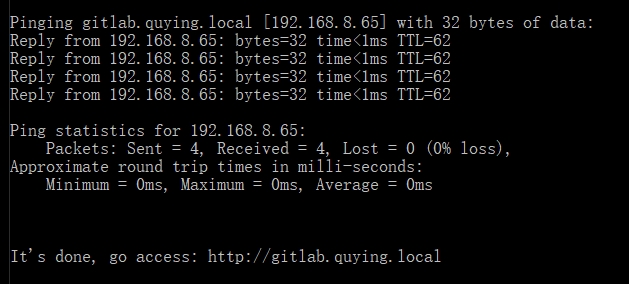 Pinging gitlab.quying.local [192.168.8.65] with 32 bytes of data:
Reply from 192.168.8.65: bytes=32 time<1ms TTL=62
Reply from 192.168.8.65: bytes=32 time<1ms TTL=62
Reply from 192.168.8.65: bytes=32 time<1ms TTL=62
Reply from 192.168.8.65: bytes=32 time<1ms TTL=62
Ping statistics for 192.168.8.65:
    Packets: Sent = 4, Received = 4, Lost = 0 (0% loss),
Approximate round trip times in milli-seconds:
    Minimum = 0ms, Maximum = 0ms, Average = 0ms
It's done, go access: http://gitlab.quying.local